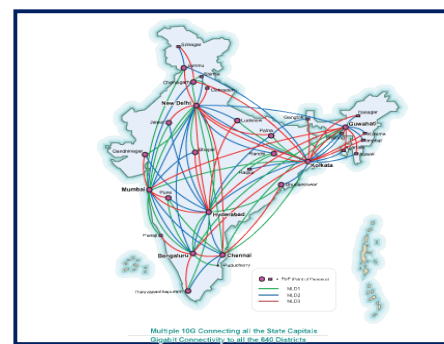 Srinagar
Jammu
Shimla
Chandigarh
Dehradun
New Delhi
Jaipur
Lucknow
Gangtok
Itanagar
Guwahati
Patna
Kohima
Imphal
Aizawl
Gandhinagar
Bhopal
Ranchi
Kolkata
Raipur
Bhubaneswar
Mumbai
Pune
Hyderabad
Panaji
Bengaluru
Chennai
Puducherry
Thiruvananthapuram
PoP (Point of Presence)
NLD1
NLD2
NLD3
Multiple 10G Connecting all the State Capitals
Gigabit Connectivity to all the 640 Districts